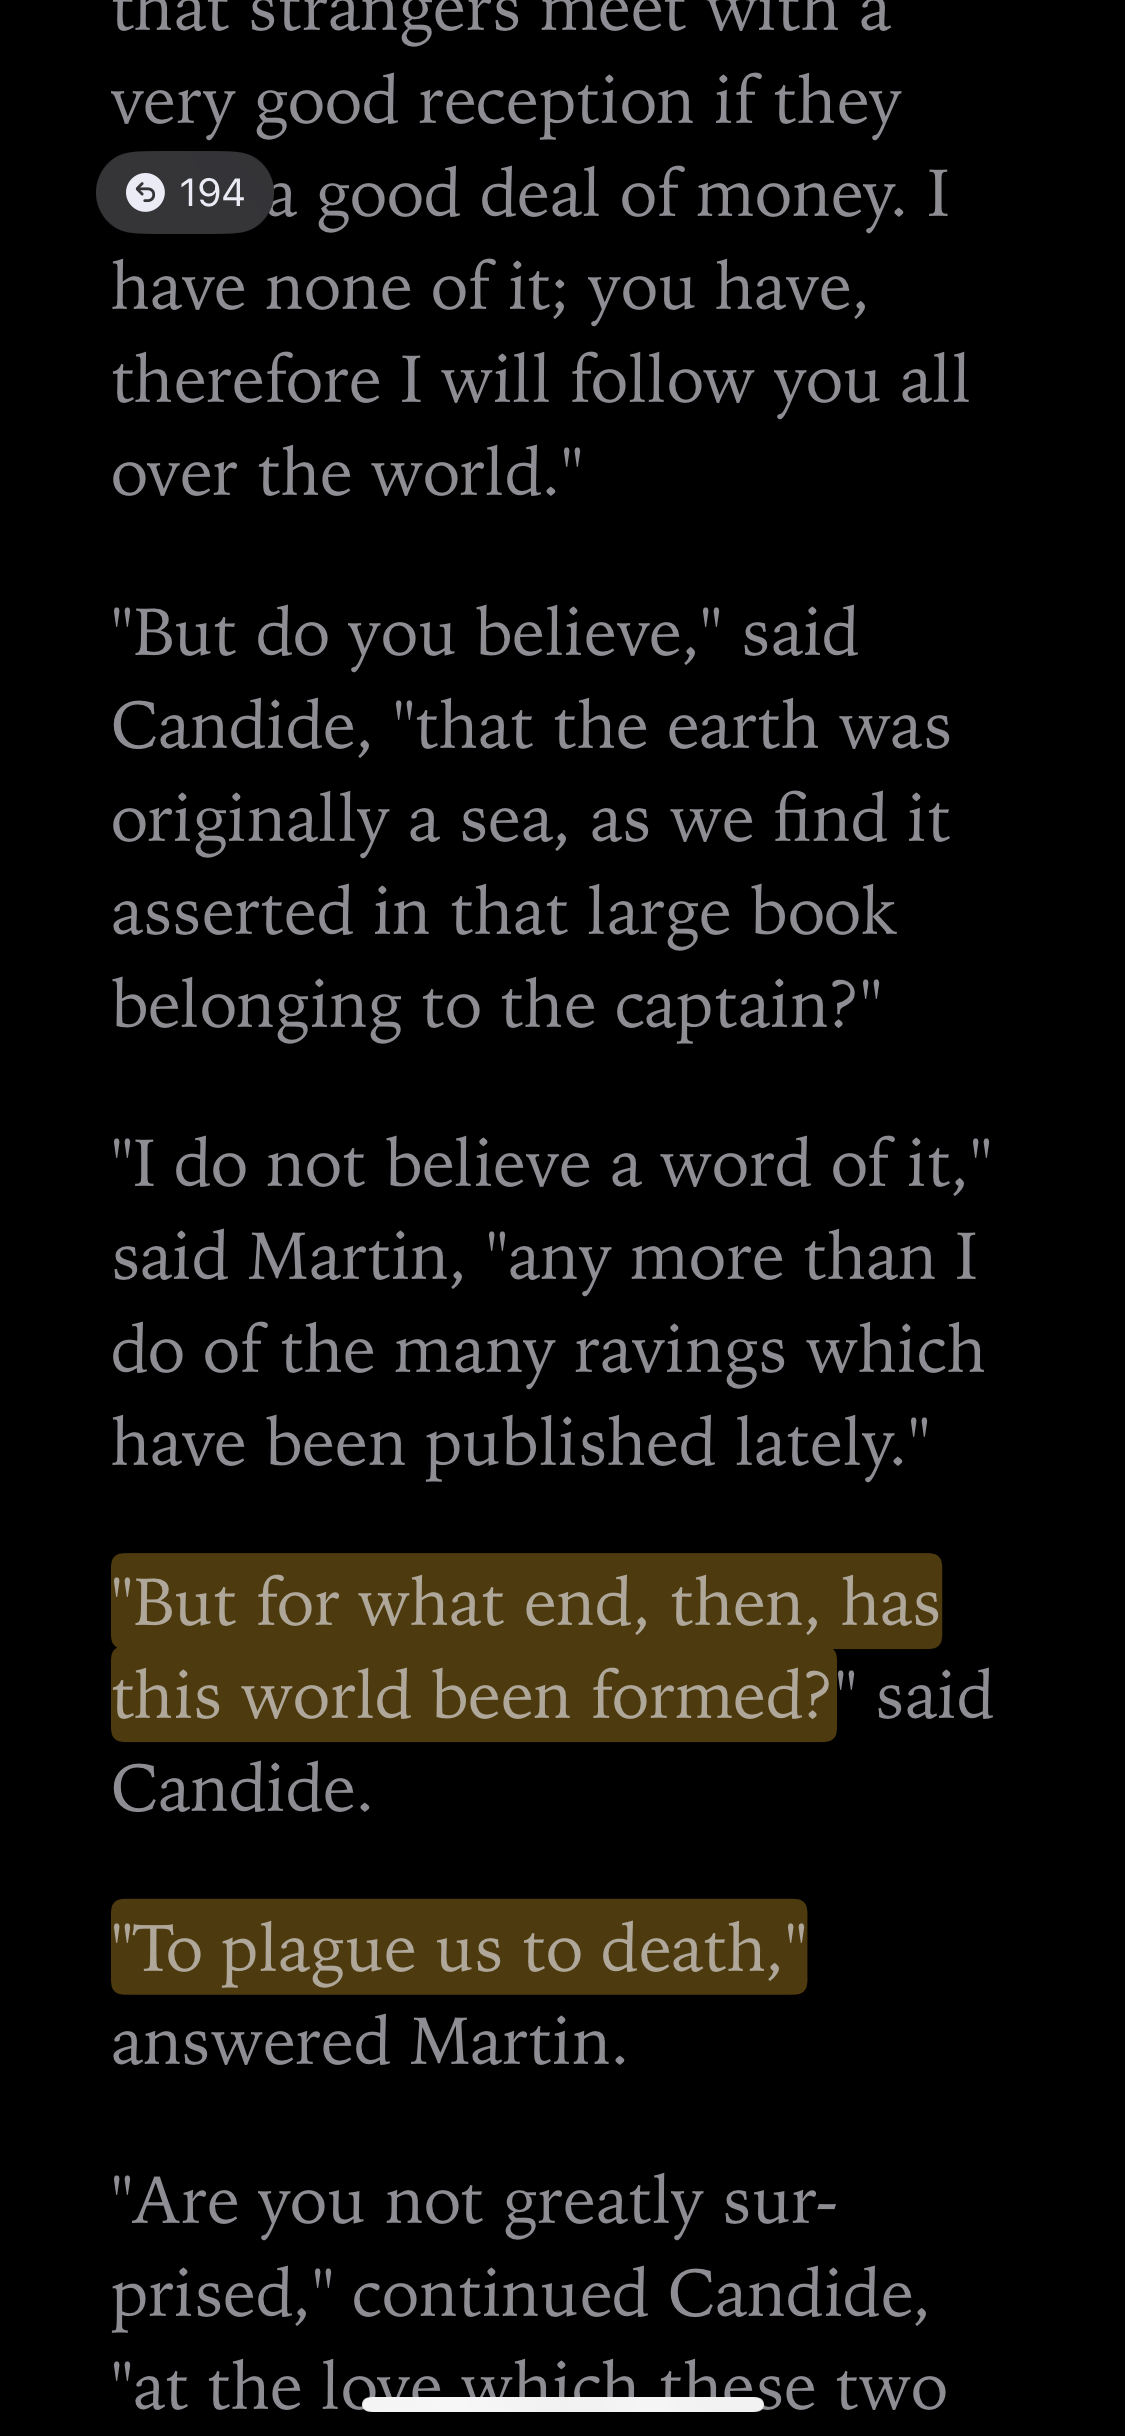 that strangers meet with a
very good reception if they
194
a good deal of money. I
have none of it; you have,
therefore I will follow you all
over the world."
"But do you believe," said
Candide, "that the earth was
originally a sea, as we find it
asserted in that large book
belonging to the captain?"
"I do not believe a word of it,"
said Martin, "any more than I
do of the many ravings which
have been published lately."
"But for what end, then, has
this world been formed?" said
Candide.
"To plague us to death,"
answered Martin.
"Are you not greatly sur-
prised," continued Candide,
"at the love which these two